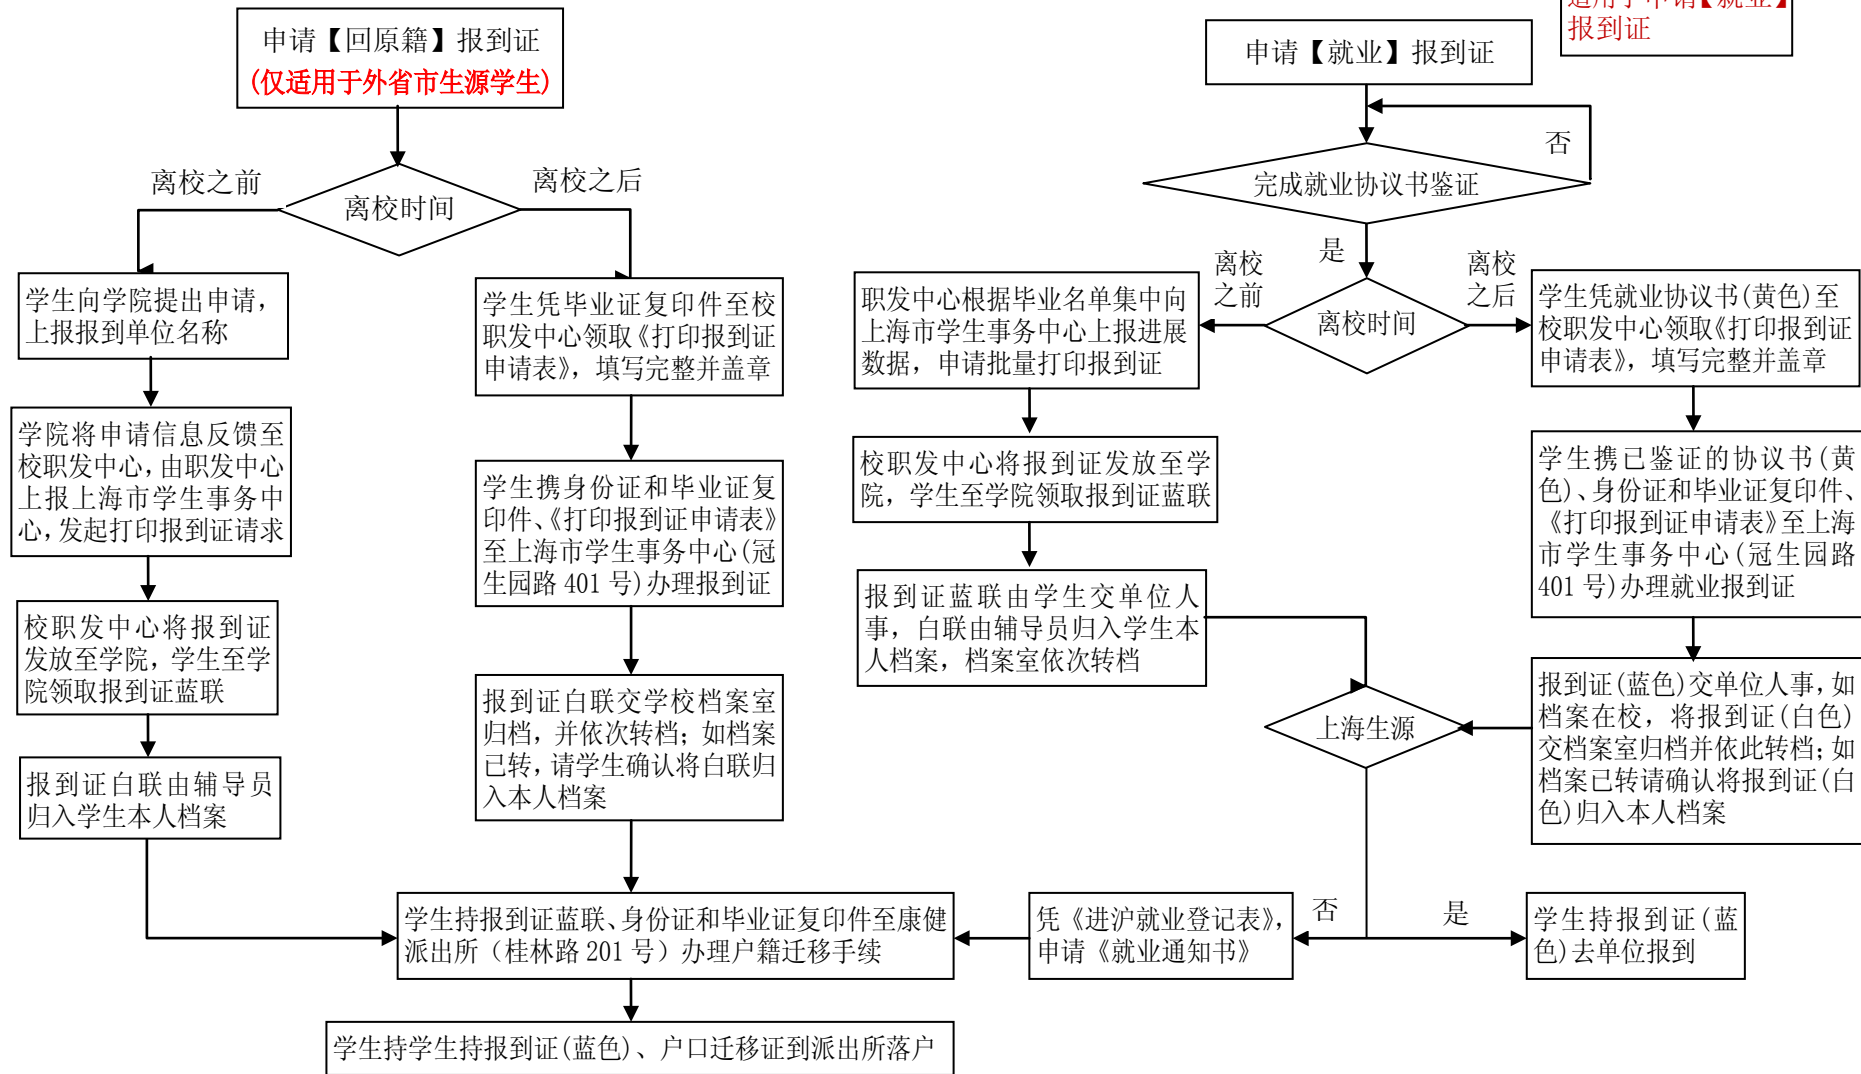 申请【回原籍】报到证
(仅适用于外省市生源学生)
离校之前
离校之后
离校时间
学生向学院提出申请，
上报报到单位名称
学院将申请信息反馈至
校职发中心，由职发中心
上报上海市学生事务中
心，发起打印报到证请求
校职发中心将报到证
发放至学院，学生至学
院领取报到证蓝联
报到证白联由辅导员
归入学生本人档案
学生凭毕业证复印件至校
职发中心领取《打印报到证
申请表》，填写完整并盖章
学生携身份证和毕业证复
印件、《打印报到证申请表》
至上海市学生事务中心(冠
生园路 401 号)办理报到证
报到证白联交学校档案室
归档，并依次转档；如档案
已转，请学生确认将白联归
入本人档案
学生持报到证蓝联、身份证和毕业证复印件至康健
派出所（桂林路 201 号）办理户籍迁移手续
学生持学生持报到证(蓝色)、户口迁移证到派出所落户
适用于申请【就业】
报到证
申请【就业】报到证
否
完成就业协议书鉴证
是
离校
之前
离校
之后
离校时间
职发中心根据毕业名单集中向
上海市学生事务中心上报进展
数据，申请批量打印报到证
校职发中心将报到证发放至学
院，学生至学院领取报到证蓝联
报到证蓝联由学生交单位人
事，白联由辅导员归入学生本
人档案，档案室依次转档
学生凭就业协议书(黄色)至
校职发中心领取《打印报到证
申请表》，填写完整并盖章
学生携已鉴证的协议书(黄
色)、身份证和毕业证复印件、
《打印报到证申请表》至上海
市学生事务中心(冠生园路
401 号)办理就业报到证
报到证(蓝色)交单位人事，如
档案在校，将报到证(白色)
交档案室归档并依此转档；如
档案已转请确认将报到证(白
色)归入本人档案
上海生源
否
是
凭《进沪就业登记表》，
申请《就业通知书》
学生持报到证(蓝
色)去单位报到